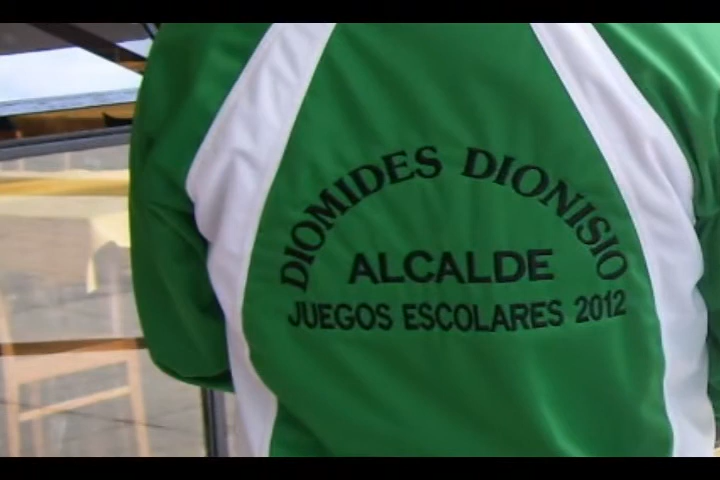 DIOMIDES DIONISIO
ALCALDE
JUEGOS ESCOLARES 2012